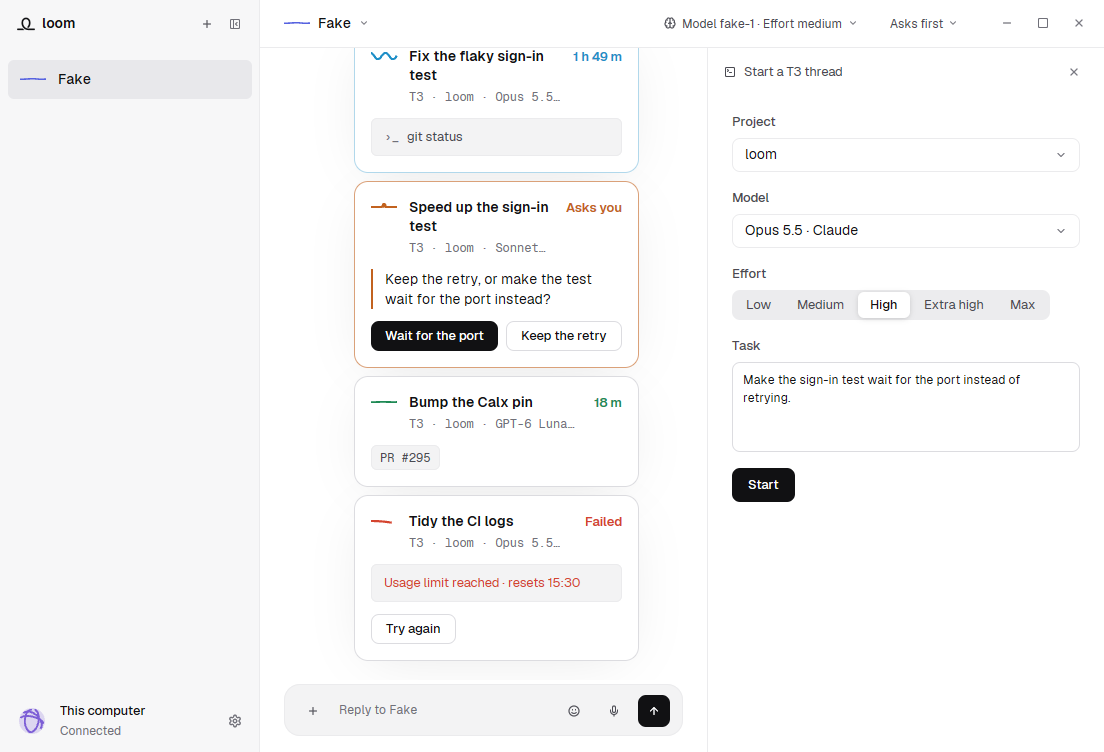 loom
Fake
This computer
Connected
Fake
Model fake-1 · Effort medium
Asks first
Fix the flaky sign-in
test
1 h 49 m
T3 · loom · Opus 5.5…
›_ git status
Speed up the sign-in
test
Asks you
T3 · loom · Sonnet…
Keep the retry, or make the test
wait for the port instead?
Wait for the port
Keep the retry
Bump the Calx pin
18 m
T3 · loom · GPT-6 Luna…
PR #295
Tidy the CI logs
Failed
T3 · loom · Opus 5.5…
Usage limit reached · resets 15:30
Try again
Reply to Fake
Start a T3 thread
Project
loom
Model
Opus 5.5 · Claude
Effort
Low
Medium
High
Extra high
Max
Task
Make the sign-in test wait for the port instead of
retrying.
Start